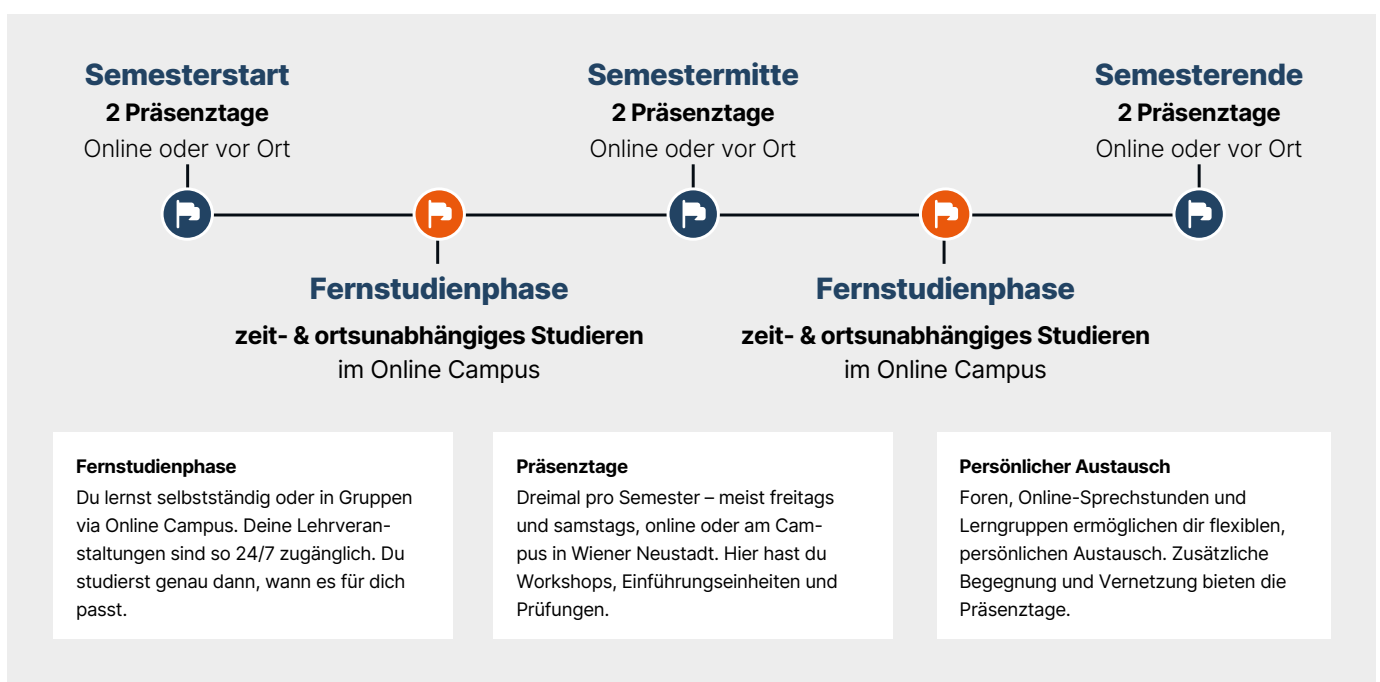 Semesterstart
2 Präsenztage
Online oder vor Ort
Semestermitte
2 Präsenztage
Online oder vor Ort
Semesterende
2 Präsenztage
Online oder vor Ort
Fernstudienphase
zeit- & ortsunabhängiges Studieren
im Online Campus
Fernstudienphase
zeit- & ortsunabhängiges Studieren
im Online Campus
Fernstudienphase
Du lernst selbstständig oder in Gruppen
via Online Campus. Deine Lehrveran-
staltungen sind so 24/7 zugänglich. Du
studierst genau dann, wann es für dich
passt.
Präsenztage
Dreimal pro Semester – meist freitags
und samstags, online oder am Cam-
pus in Wiener Neustadt. Hier hast du
Workshops, Einführungseinheiten und
Prüfungen.
Persönlicher Austausch
Foren, Online-Sprechstunden und
Lerngruppen ermöglichen dir flexiblen,
persönlichen Austausch. Zusätzliche
Begegnung und Vernetzung bieten die
Präsenztage.